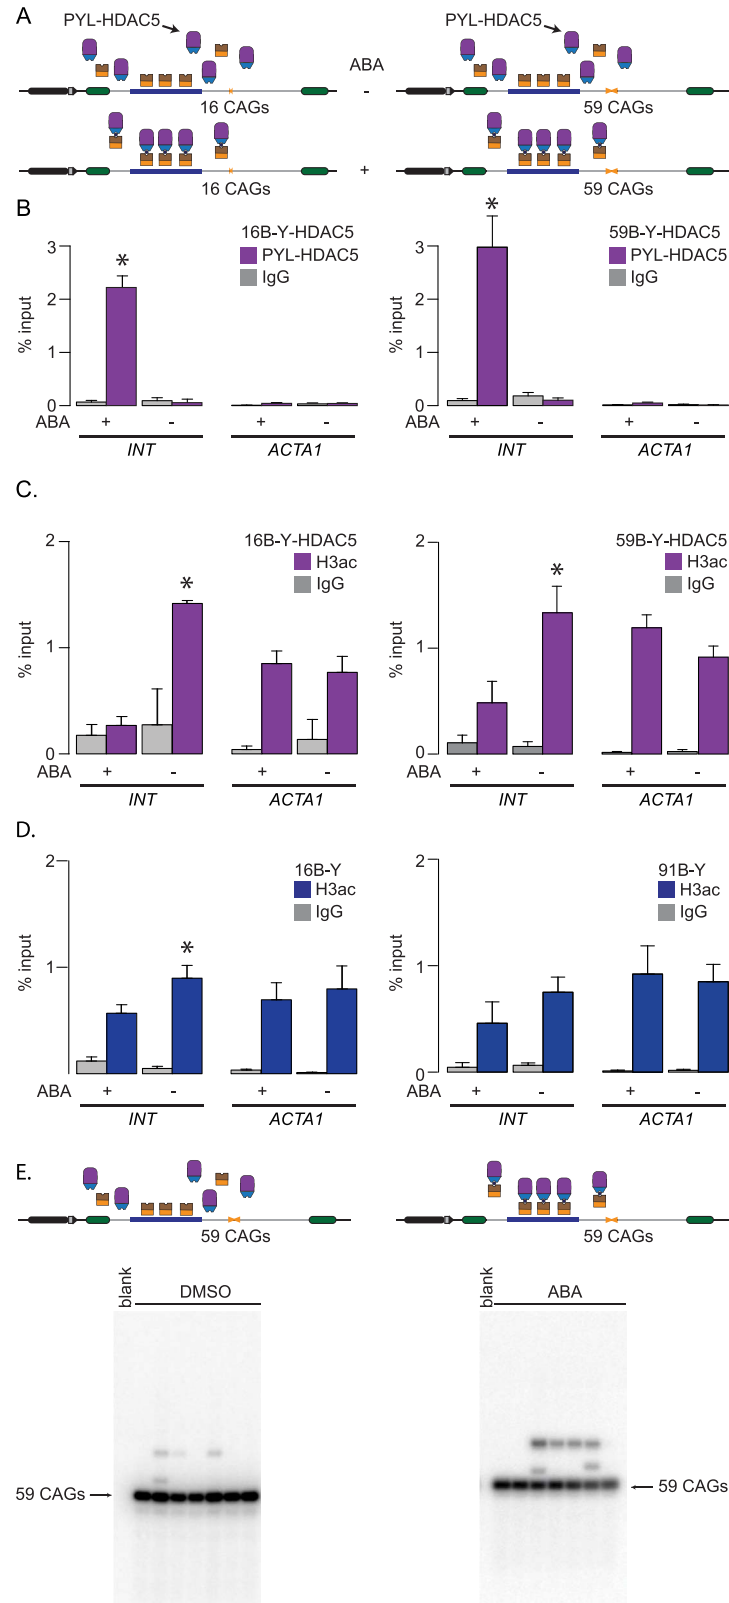 A
PYL-HDAC5
PYL-HDAC5
ABA
16 CAGs
-
59 CAGs
16 CAGs
+
59 CAGs
B
16B-Y-HDAC5
PYL-HDAC5
IgG
% input
3
2
1
0
*
ABA
+
-
+
-
INT
ACTA1
59B-Y-HDAC5
PYL-HDAC5
IgG
% input
3
2
1
0
*
+
-
+
-
INT
ACTA1
C.
16B-Y-HDAC5
H3ac
IgG
% input
2
1
0
*
ABA
+
-
+
-
INT
ACTA1
59B-Y-HDAC5
H3ac
IgG
% input
2
1
0
*
ABA
+
-
+
-
INT
ACTA1
D.
16B-Y
H3ac
IgG
% input
2
1
*
ABA
+
-
+
-
INT
ACTA1
91B-Y
H3ac
IgG
% input
2
1
0
ABA
+
-
+
-
INT
ACTA1
E.
59 CAGs
59 CAGs
blank
DMSO
59 CAGs
blank
ABA
59 CAGs